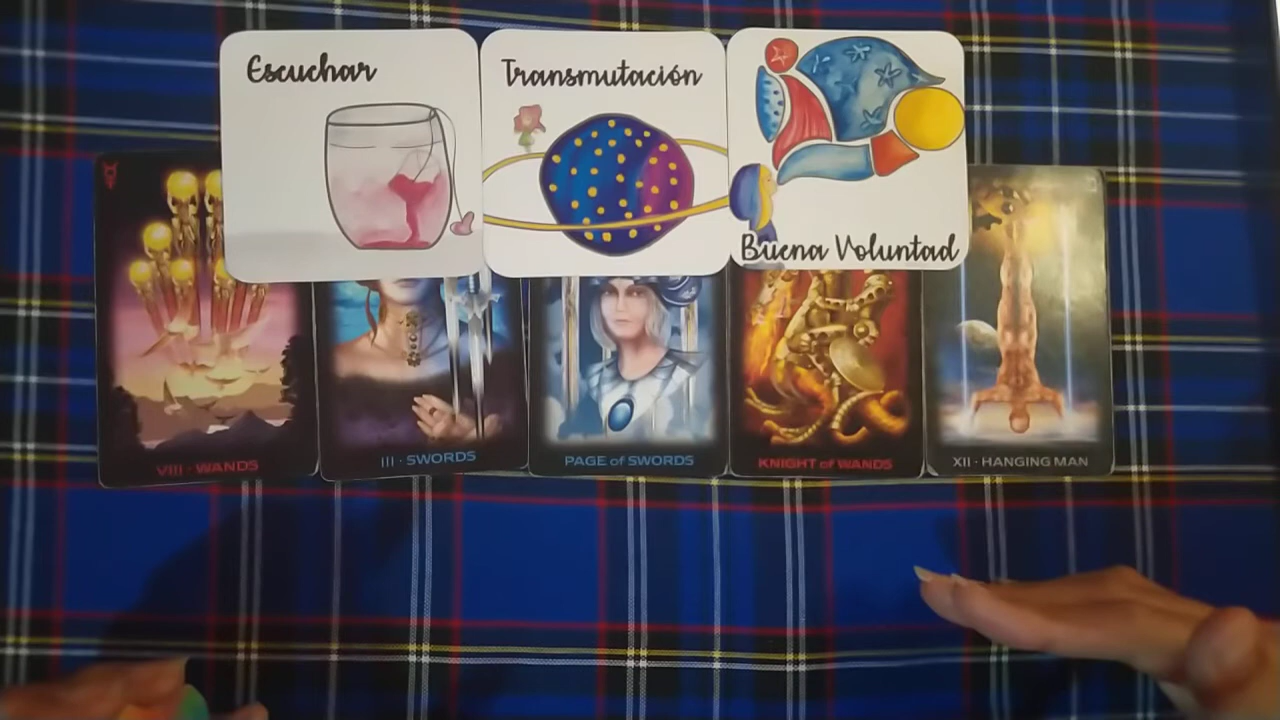 Escuchar
Transmutación
Buena Voluntad
VIII · WANDS
III · SWORDS
PAGE of SWORDS
KNIGHT of WANDS
XII · HANGING MAN